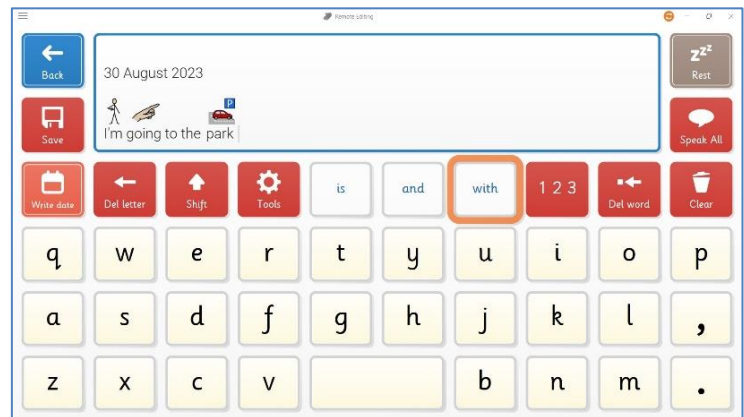 Remote Editing
Back
30 August 2023
P
I'm going to the park
zzz
Rest
Save
Speak All
Write date
Del letter
Shift
Tools
is
and
with
1 2 3
Del word
Clear
q w e r t y u i o p
a s d f g h j k l ,
z x c v b n m .